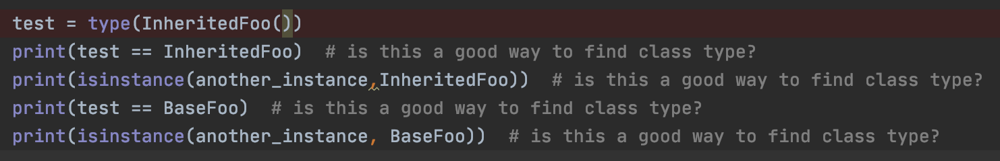 test = type(InheritedFoo())
print(test == InheritedFoo)  # is this a good way to find class type?
print(isinstance(another_instance,InheritedFoo))  # is this a good way to find class type?
print(test == BaseFoo)  # is this a good way to find class type?
print(isinstance(another_instance, BaseFoo))  # is this a good way to find class type?